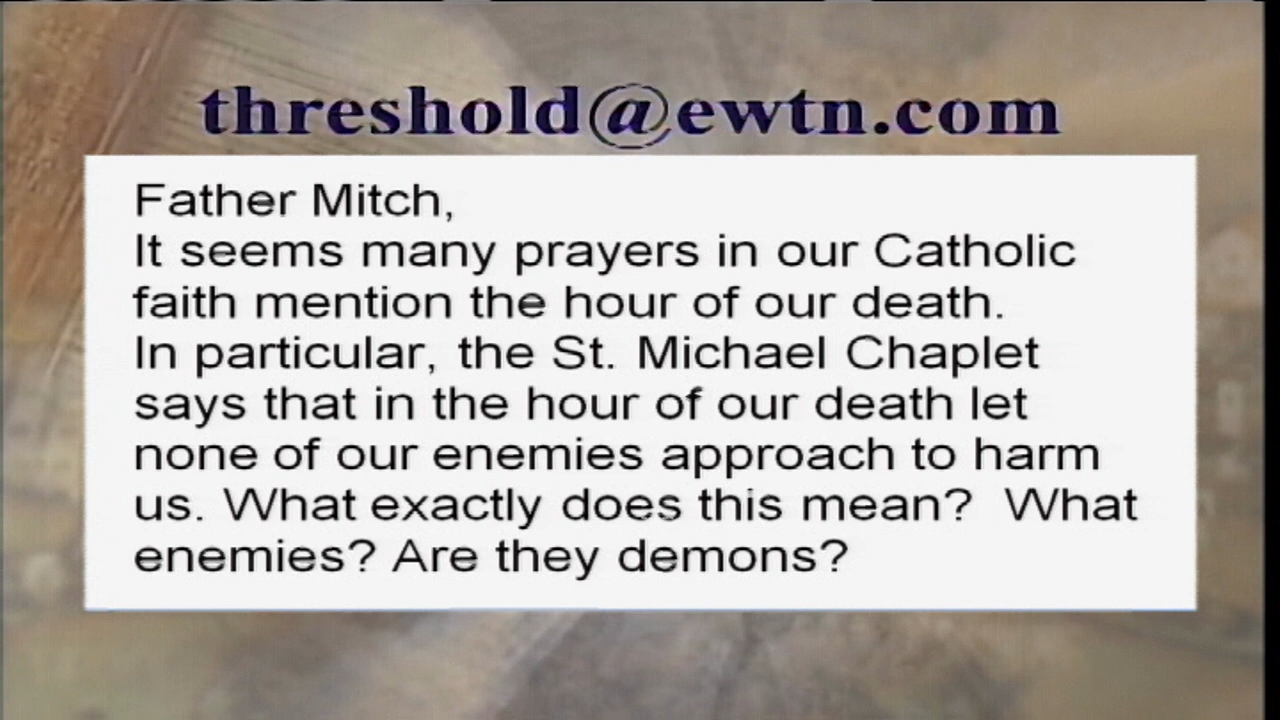 threshold@ewtn.com
Father Mitch,
It seems many prayers in our Catholic
faith mention the hour of our death.
In particular, the St. Michael Chaplet
says that in the hour of our death let
none of our enemies approach to harm
us. What exactly does this mean?  What
enemies? Are they demons?